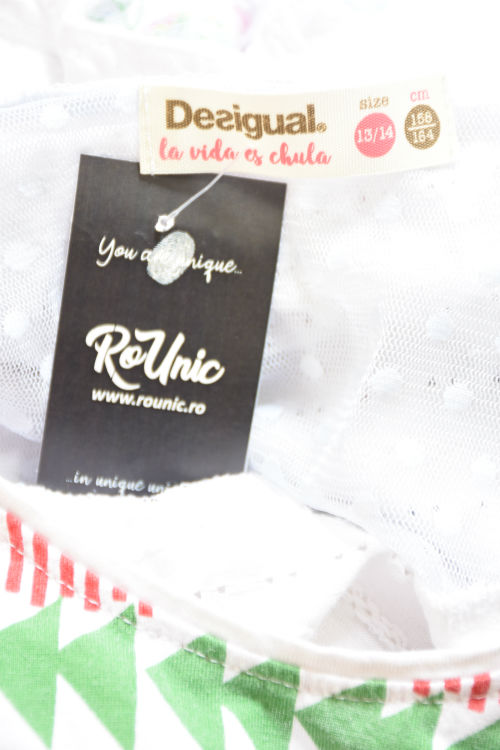 Desigual.
la vida es chula
size
13/14
cm
158
164
You are unique...
RoUnic
www.rounic.ro
...in unique